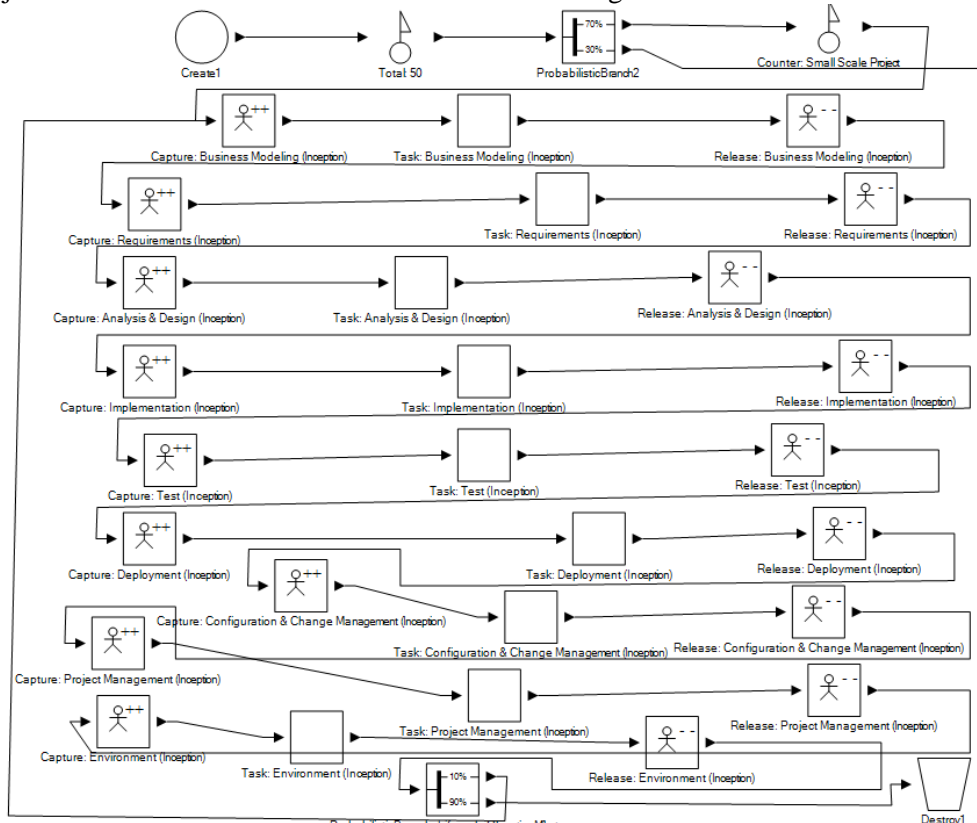 70%
30%
Create1
Total: 50
ProbabilisticBranch2
Counter: Small Scale Project
++
- -
Capture: Business Modeling (Inception)
Task: Business Modeling (Inception)
Release: Business Modeling (Inception)
++
- -
Capture: Requirements (Inception)
Task: Requirements (Inception)
Release: Requirements (Inception)
++
- -
Capture: Analysis & Design (Inception)
Task: Analysis & Design (Inception)
Release: Analysis & Design (Inception)
++
- -
Capture: Implementation (Inception)
Task: Implementation (Inception)
Release: Implementation (Inception)
++
- -
Capture: Test (Inception)
Task: Test (Inception)
Release: Test (Inception)
++
- -
Capture: Deployment (Inception)
Task: Deployment (Inception)
Release: Deployment (Inception)
++
- -
Capture: Configuration & Change Management (Inception)
Task: Configuration & Change Management (Inception)
Release: Configuration & Change Management (Inception)
++
- -
Capture: Project Management (Inception)
Task: Project Management (Inception)
Release: Project Management (Inception)
++
- -
Capture: Environment (Inception)
Task: Environment (Inception)
Release: Environment (Inception)
10%
90%
Destroy1